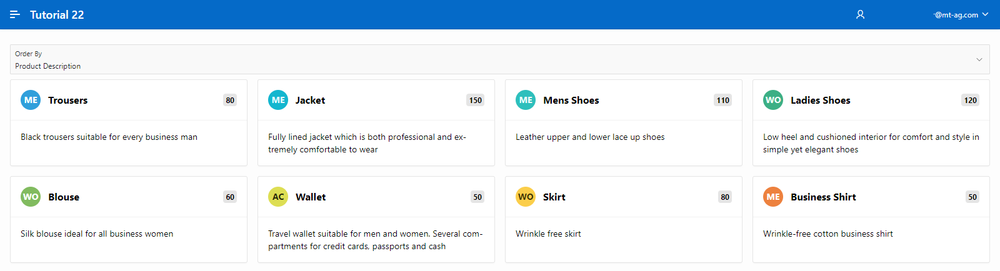 Tutorial 22
-@mt-ag.com
Order By
Product Description
ME Trousers 80
Black trousers suitable for every business man
ME Jacket 150
Fully lined jacket which is both professional and ex-
tremely comfortable to wear
ME Mens Shoes 110
Leather upper and lower lace up shoes
WO Ladies Shoes 120
Low heel and cushioned interior for comfort and style in
simple yet elegant shoes
WO Blouse 60
Silk blouse ideal for all business women
AC Wallet 50
Travel wallet suitable for men and women. Several com-
partments for credit cards, passports and cash
WO Skirt 80
Wrinkle free skirt
ME Business Shirt 50
Wrinkle-free cotton business shirt